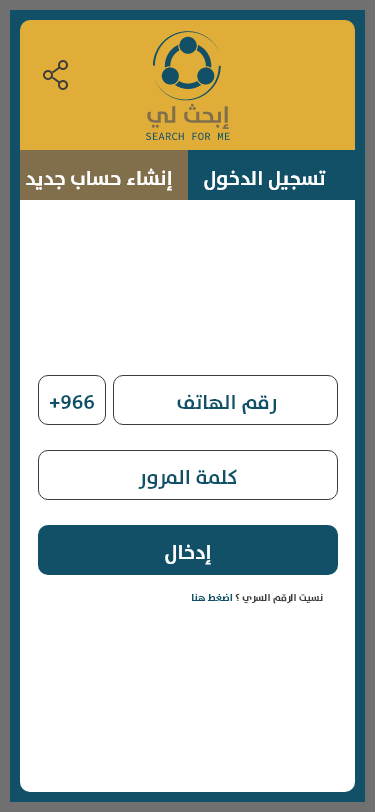 إبحث لي
SEARCH FOR ME
تسجيل الدخول
إنشاء حساب جديد
رقم الهاتف
+966
كلمة المرور
إدخال
نسيت الرقم السري ؟ اضغط هنا